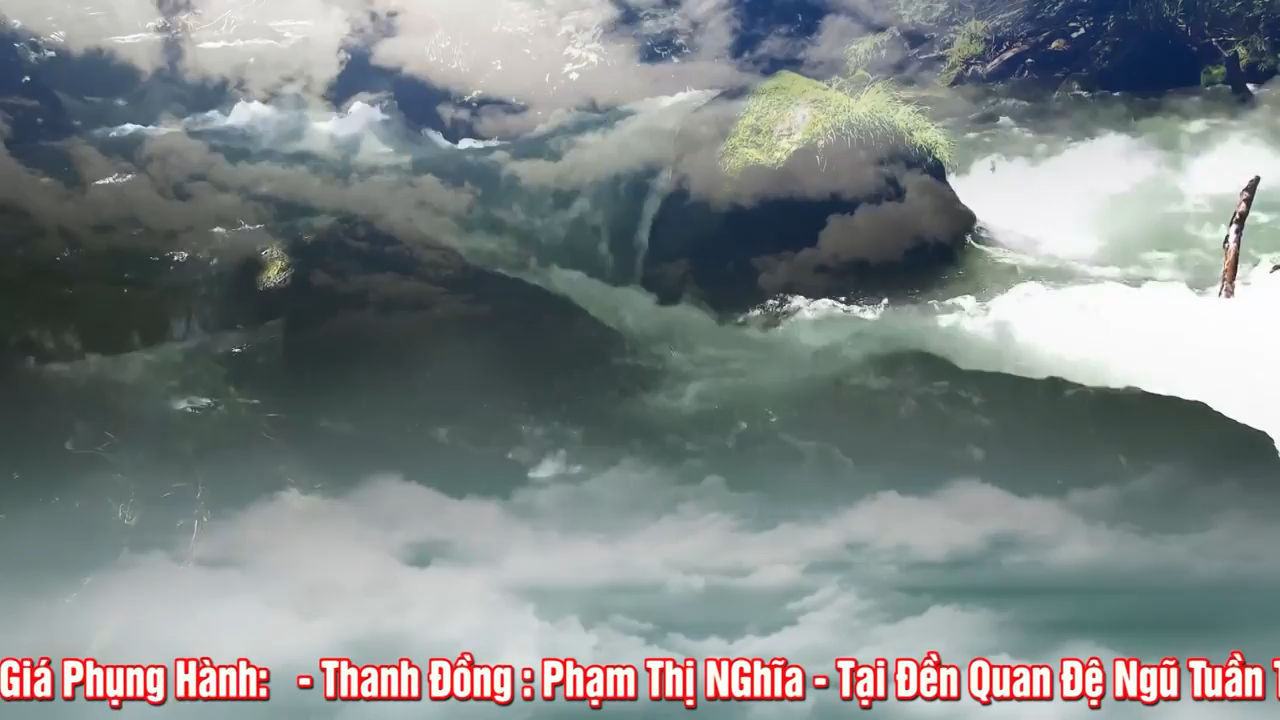 Giá Phụng Hành: - Thanh Đồng : Phạm Thị NGhĩa - Tại Đền Quan Đệ Ngũ Tuần